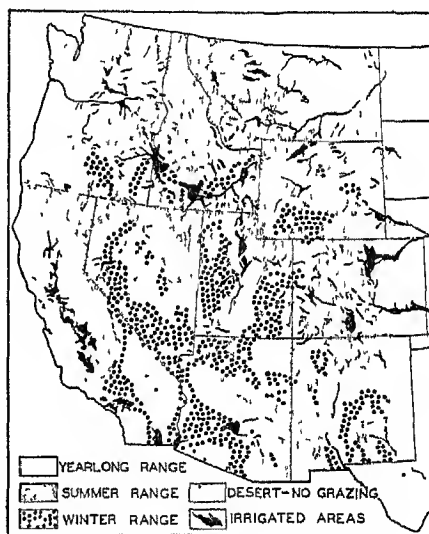 YEARLONG RANGE
SUMMER RANGE
DESERT-NO GRAZING
WINTER RANGE
IRRIGATED AREAS